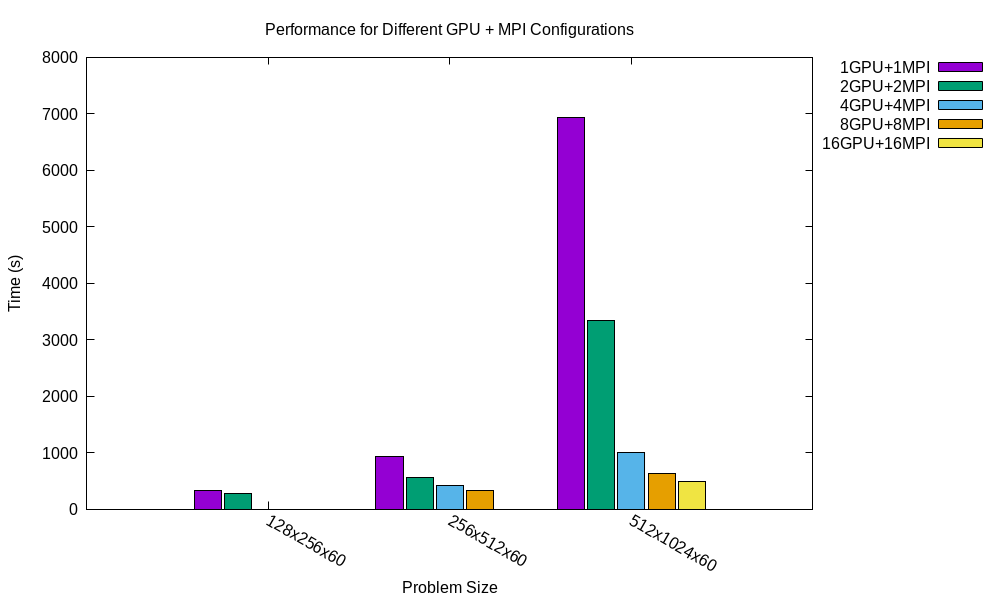 Performance for Different GPU + MPI Configurations
8000
7000
6000
5000
4000
3000
2000
1000
0
Time (s)
128x256x60
256x512x60
512x1024x60
Problem Size
1GPU+1MPI
2GPU+2MPI
4GPU+4MPI
8GPU+8MPI
16GPU+16MPI